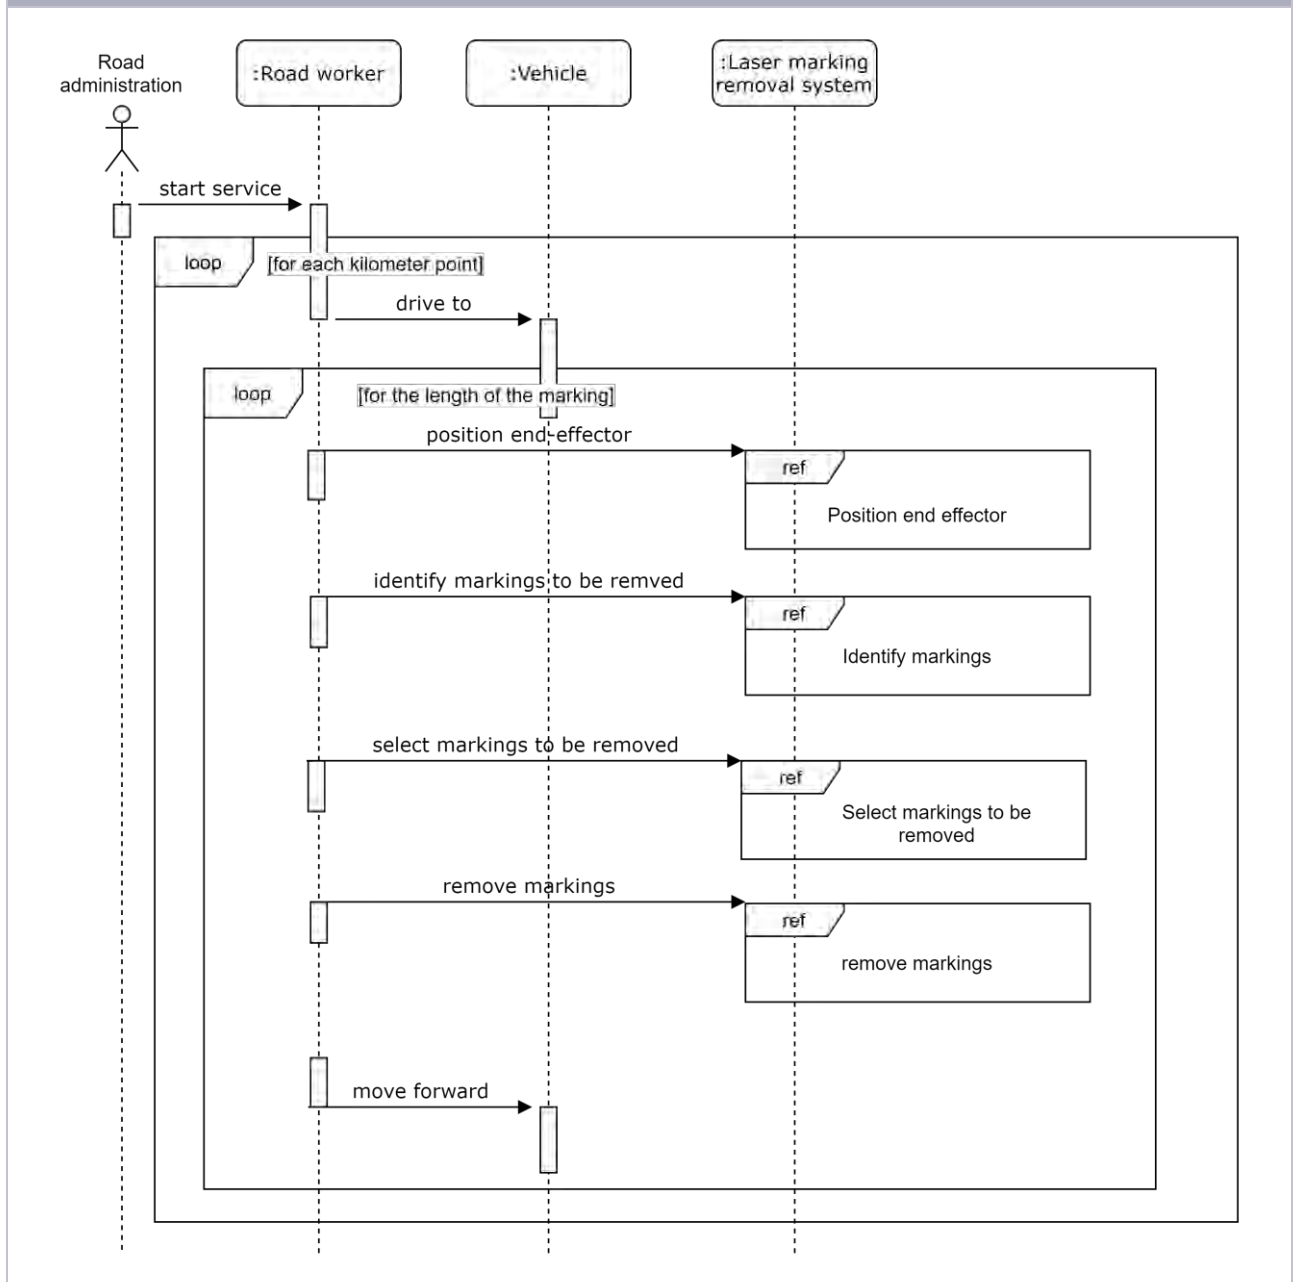 Road
administration
:Road worker
:Vehicle
:Laser marking
removal system
start service
loop
[for each kilometer point]
drive to
loop
[for the length of the marking]
position end-effector
ref
Position end effector
identify markings to be remved
ref
Identify markings
select markings to be removed
ref
Select markings to be
removed
remove markings
ref
remove markings
move forward